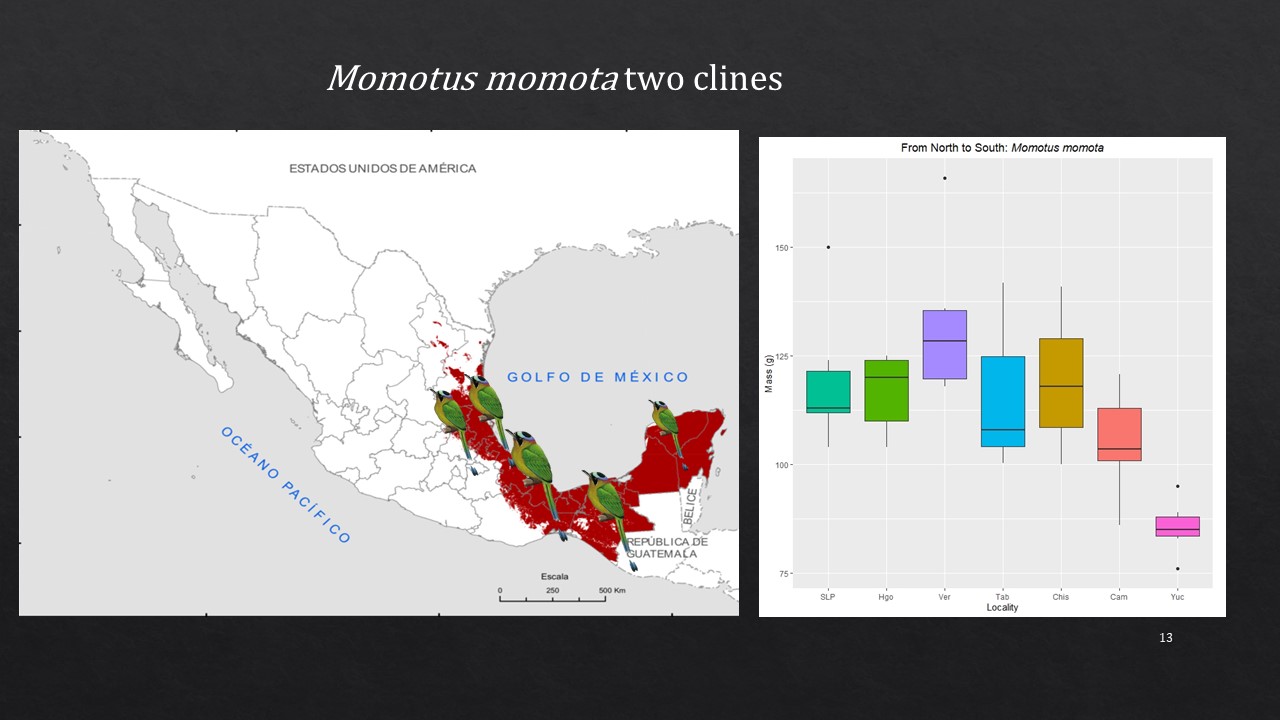 Momotus momota two clines
ESTADOS UNIDOS DE AMÉRICA
GOLFO DE MÉXICO
OCÉANO PACÍFICO
BELICE
REPÚBLICA DE
GUATEMALA
Escala
0 250 500 Km
From North to South: Momotus momota
Mass (g)
150
125
100
75
SLP Hgo Ver Tab Chis Cam Yuc
Locality
13